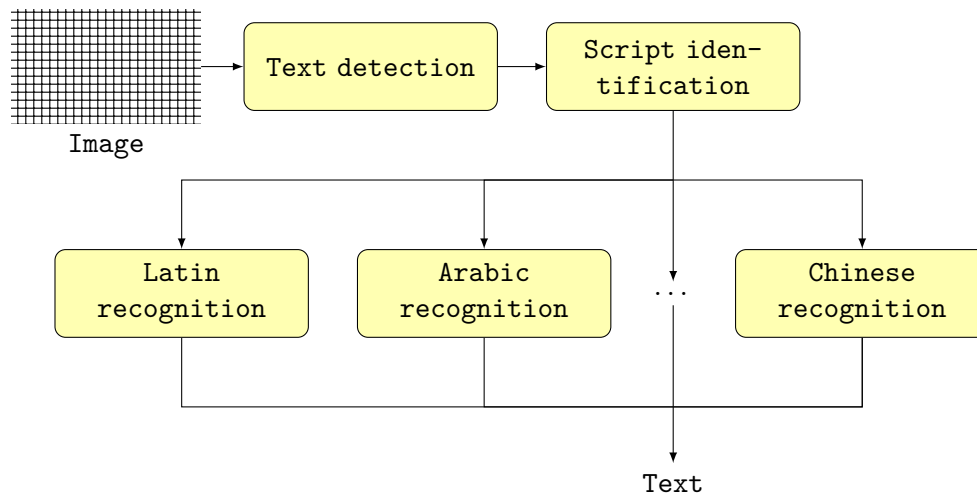 Image
Text detection
Script iden-
tification
Latin
recognition
Arabic
recognition
...
Chinese
recognition
Text